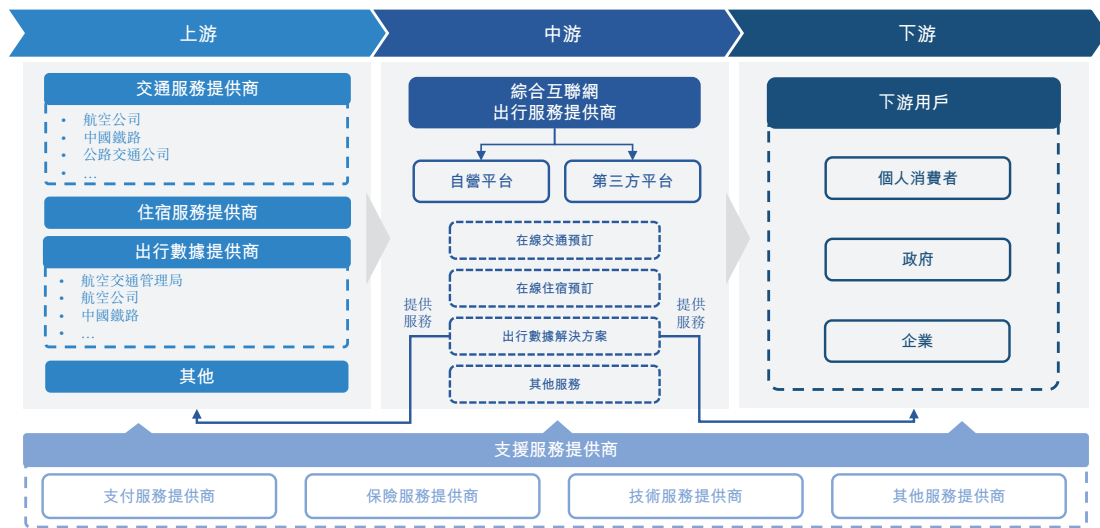 上游
中游
下游
交通服務提供商
• 航空公司
• 中國鐵路
• 公路交通公司
• …
住宿服務提供商
出行數據提供商
• 航空交通管理局
• 航空公司
• 中國鐵路
• …
其他
綜合互聯網
出行服務提供商
自營平台
第三方平台
在線交通預訂
在線住宿預訂
提供
服務
出行數據解決方案
提供
服務
其他服務
下游用戶
個人消費者
政府
企業
支援服務提供商
支付服務提供商
保險服務提供商
技術服務提供商
其他服務提供商